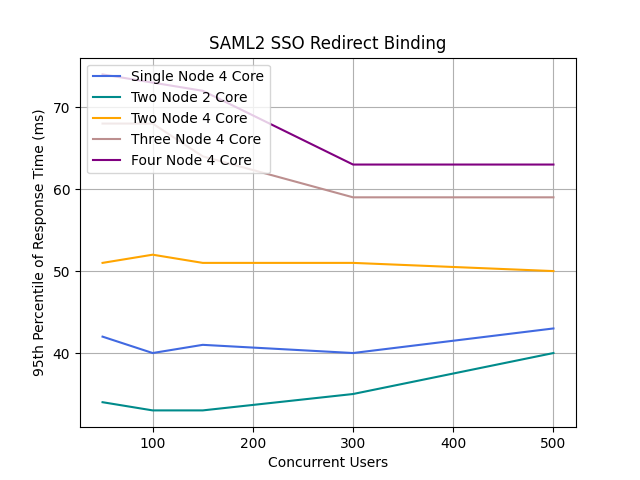 SAML2 SSO Redirect Binding
Single Node 4 Core
Two Node 2 Core
Two Node 4 Core
Three Node 4 Core
Four Node 4 Core
95th Percentile of Response Time (ms)
70
60
50
40
100 200 300 400 500
Concurrent Users